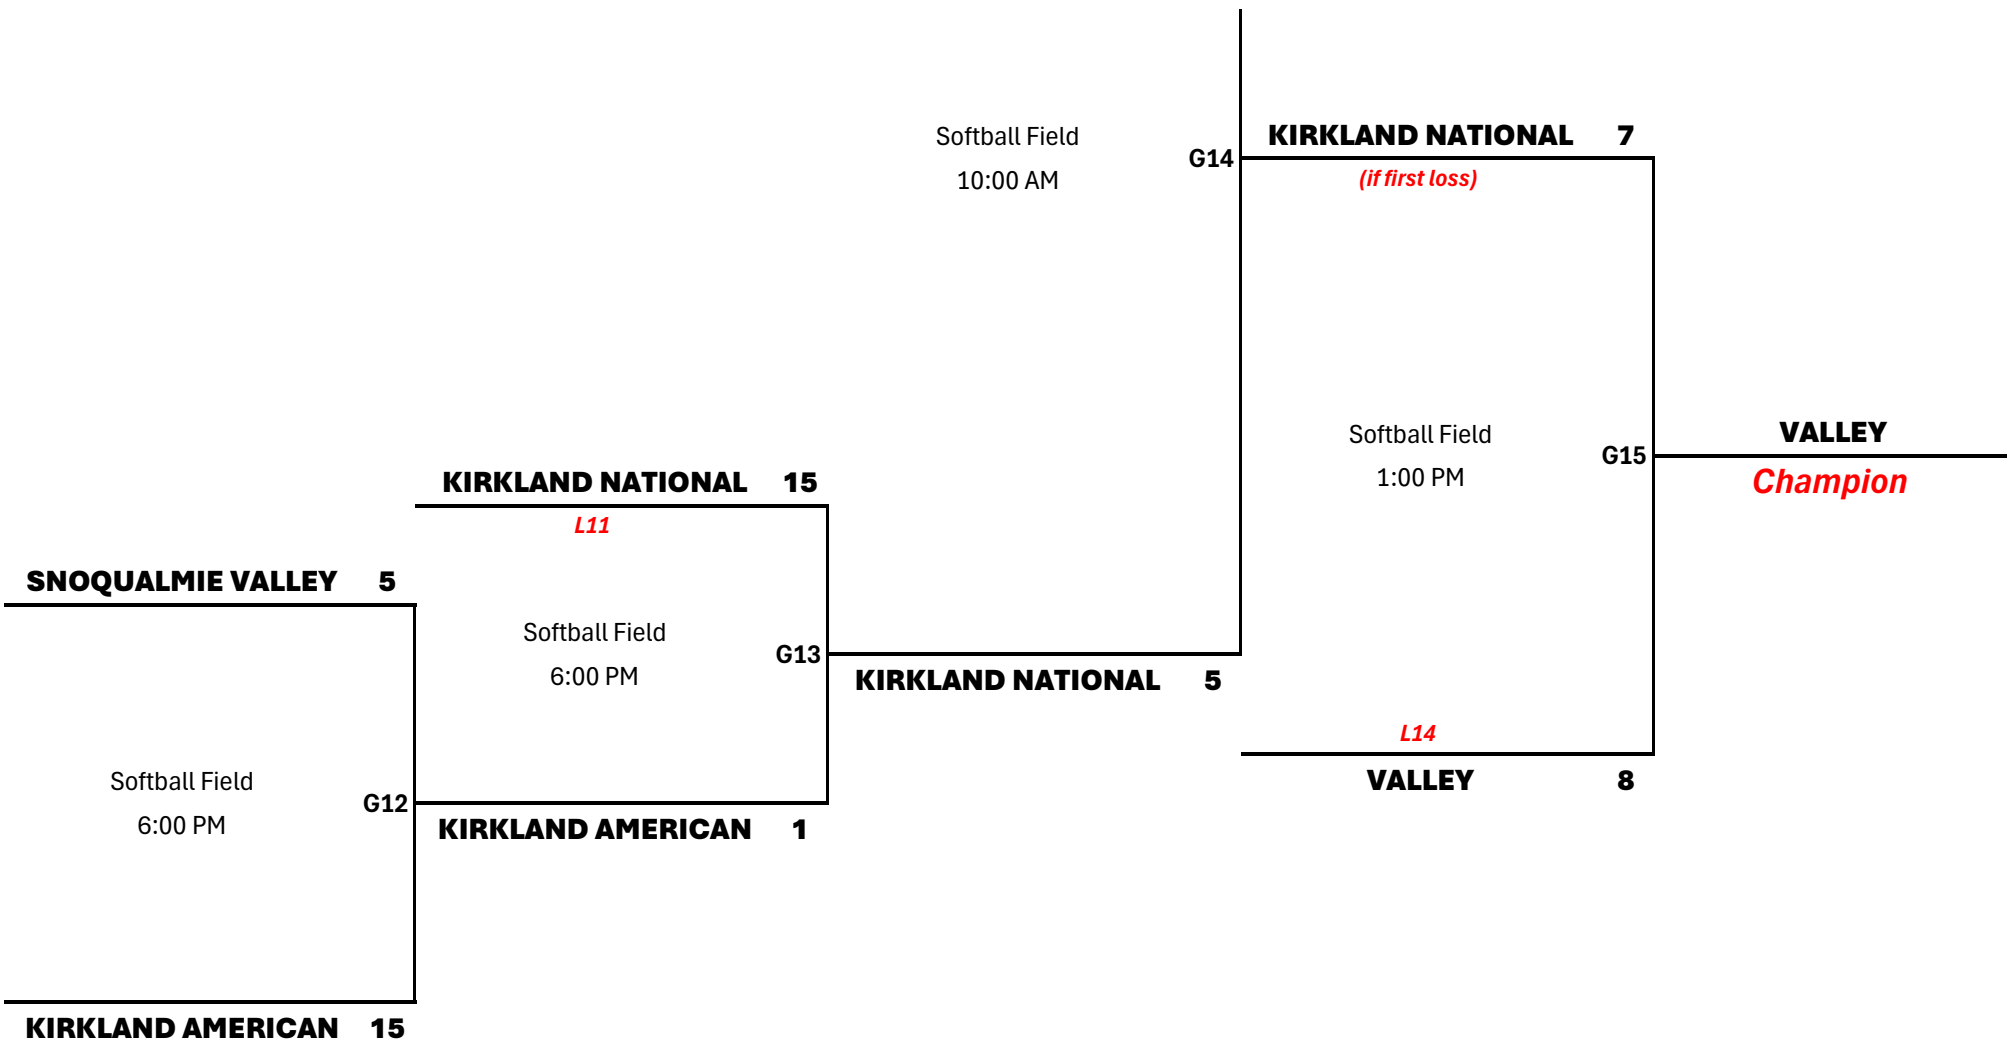 Softball Field
10:00 AM
G14
KIRKLAND NATIONAL 7
(if first loss)
Softball Field
1:00 PM
G15
VALLEY
Champion
KIRKLAND NATIONAL 15
L11
SNOQUALMIE VALLEY 5
Softball Field
6:00 PM
G13
KIRKLAND NATIONAL 5
L14
VALLEY 8
Softball Field
6:00 PM
G12
KIRKLAND AMERICAN 1
KIRKLAND AMERICAN 15